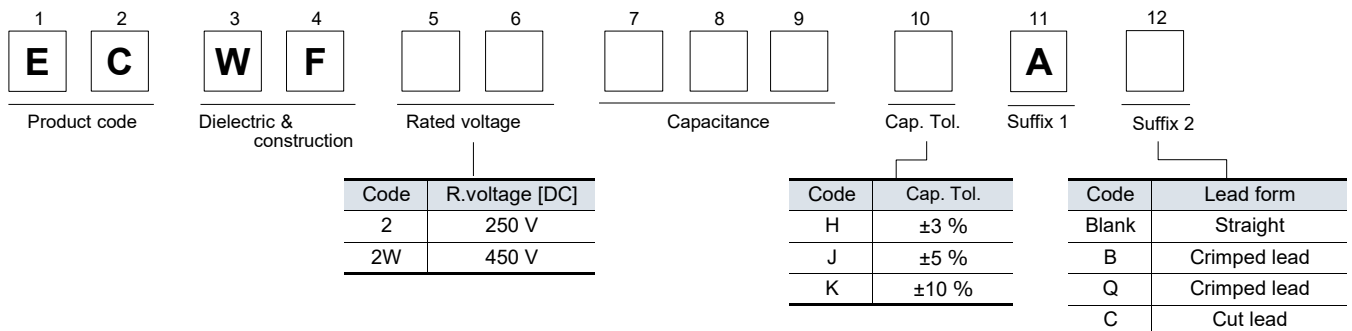 1 2 3 4 5 6 7 8 9 10 11 12
E C W F A
Product code Dielectric & construction Rated voltage Capacitance Cap. Tol. Suffix 1 Suffix 2
Code R.voltage [DC]
2 250 V
2W 450 V
Code Cap. Tol.
H ±3 %
J ±5 %
K ±10 %
Code Lead form
Blank Straight
B Crimped lead
Q Crimped lead
C Cut lead